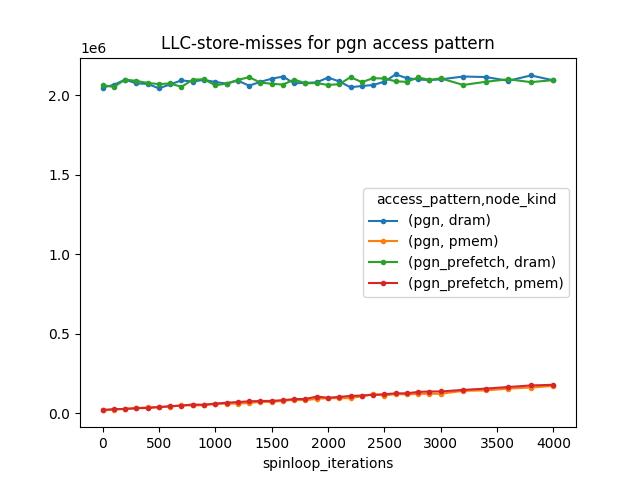 LLC-store-misses for pgn access pattern
1e6
2.0
1.5
1.0
0.5
0.0
access_pattern,node_kind
(pgn, dram)
(pgn, pmem)
(pgn_prefetch, dram)
(pgn_prefetch, pmem)
0 500 1000 1500 2000 2500 3000 3500 4000
spinloop_iterations